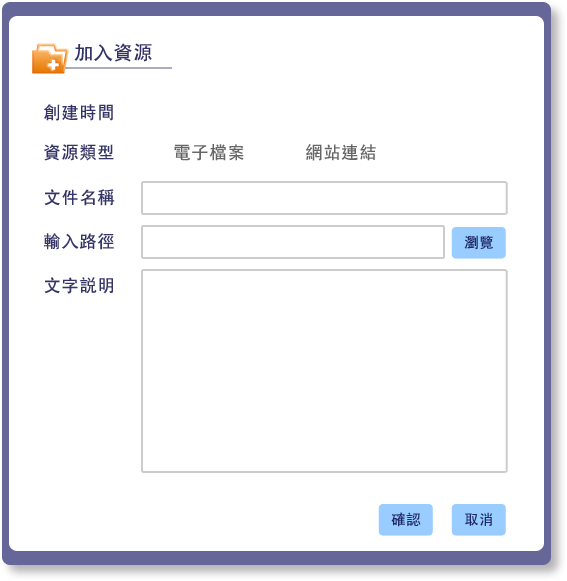 加入資源
創建時間
資源類型 電子檔案 網站連結
文件名稱
輸入路徑 瀏覽
文字説明
確認 取消